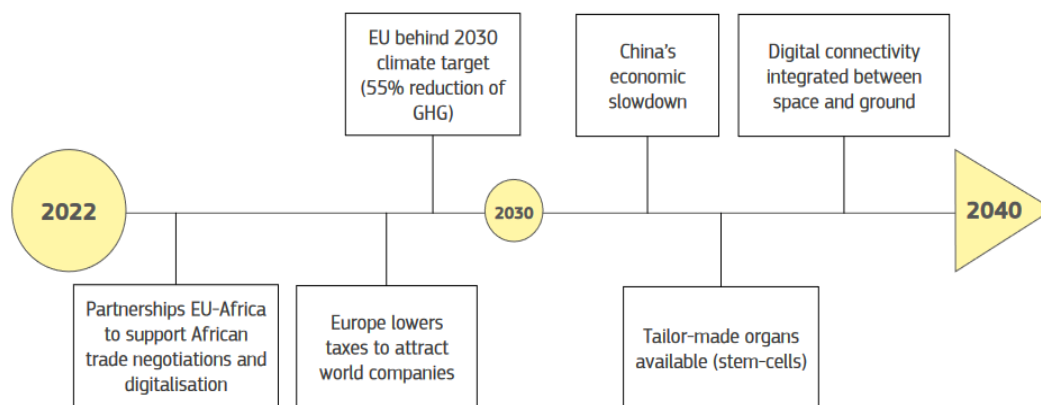 EU behind 2030
climate target
(55% reduction of
GHG)
China's
economic
slowdown
Digital connectivity
integrated between
space and ground
2022
2030
2040
Partnerships EU-Africa
to support African
trade negotiations and
digitalisation
Europe lowers
taxes to attract
world companies
Tailor-made organs
available (stem-cells)